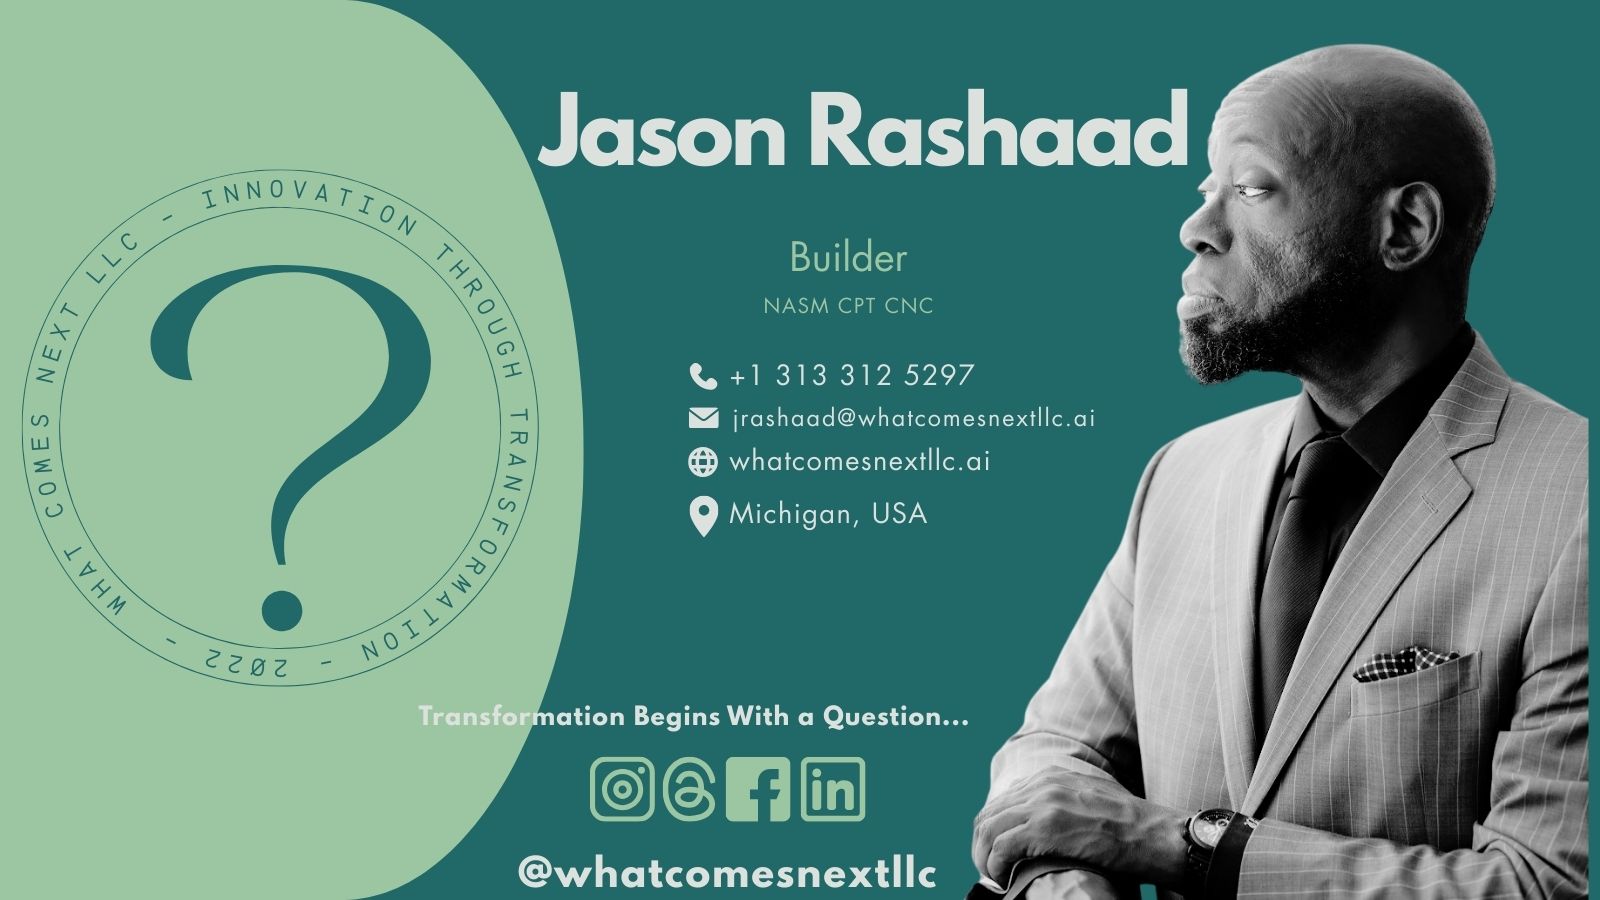 WHAT COMES NEXT LLC - INNOVATION THROUGH TRANSFORMATION - 2022 -
?
Jason Rashaad
Builder
NASM CPT CNC
+1 313 312 5297
jrashaad@whatcomesnextllc.ai
whatcomesnextllc.ai
Michigan, USA
Transformation Begins With a Question...
@whatcomesnextllc